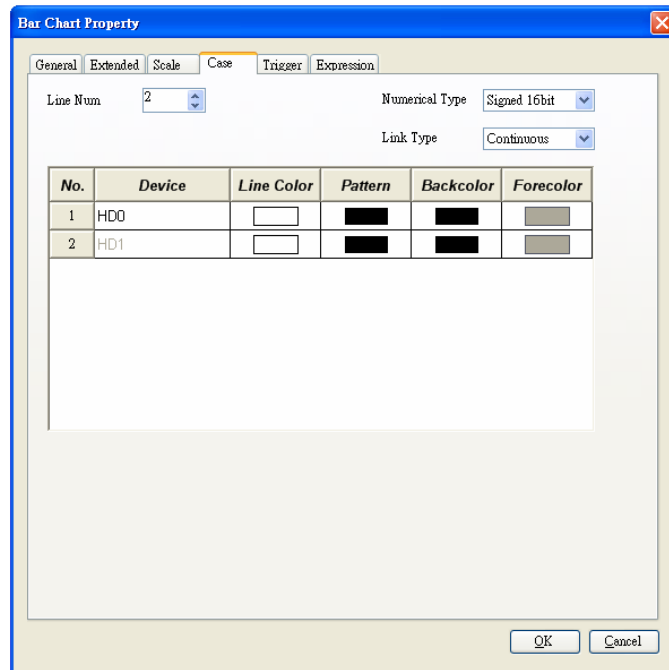 Bar Chart Property
General Extended Scale Case Trigger Expression
Line Num 2 Numerical Type Signed 16bit
Link Type Continuous
No. Device Line Color Pattern Backcolor Forecolor
1 HD0
2 HD1
OK Cancel